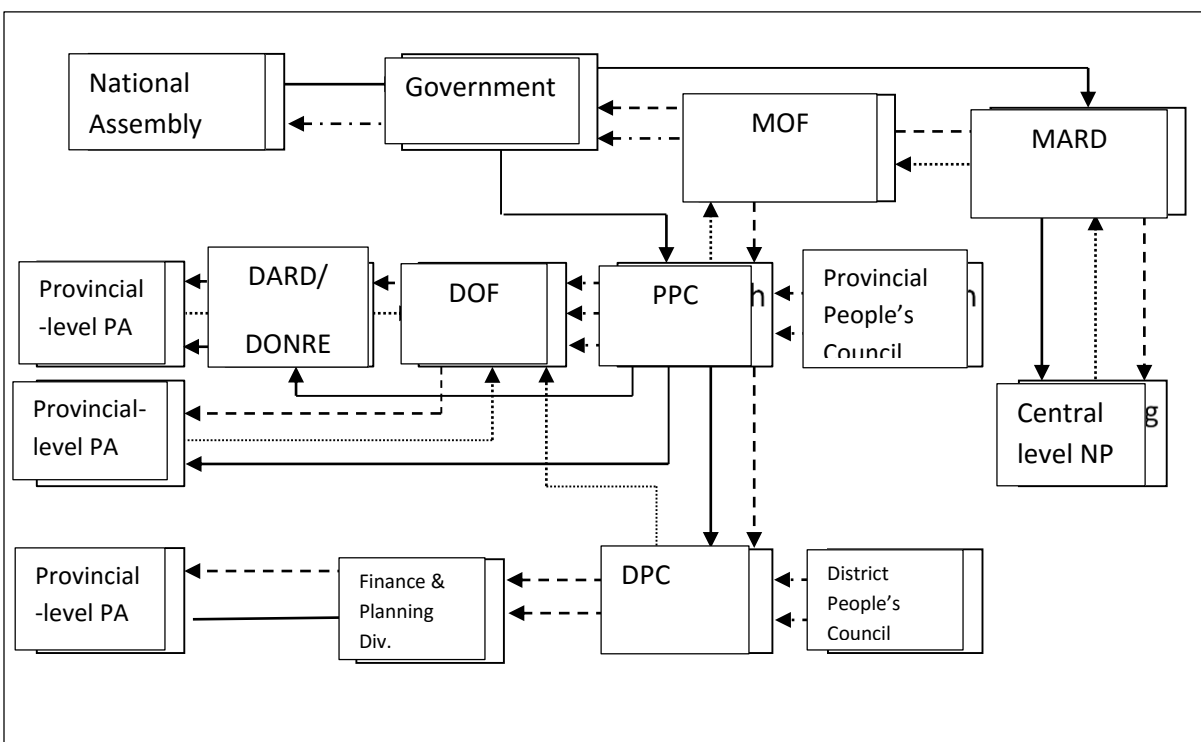 National
Assembly
Government
MOF
MARD
Provincial
-level PA
DARD/
DONRE
DOF
PPC
h
Provincial
People's
Council
n
Provincial-
level PA
Central
level NP
g
Provincial
-level PA
Finance &
Planning
Div.
DPC
District
People's
Council